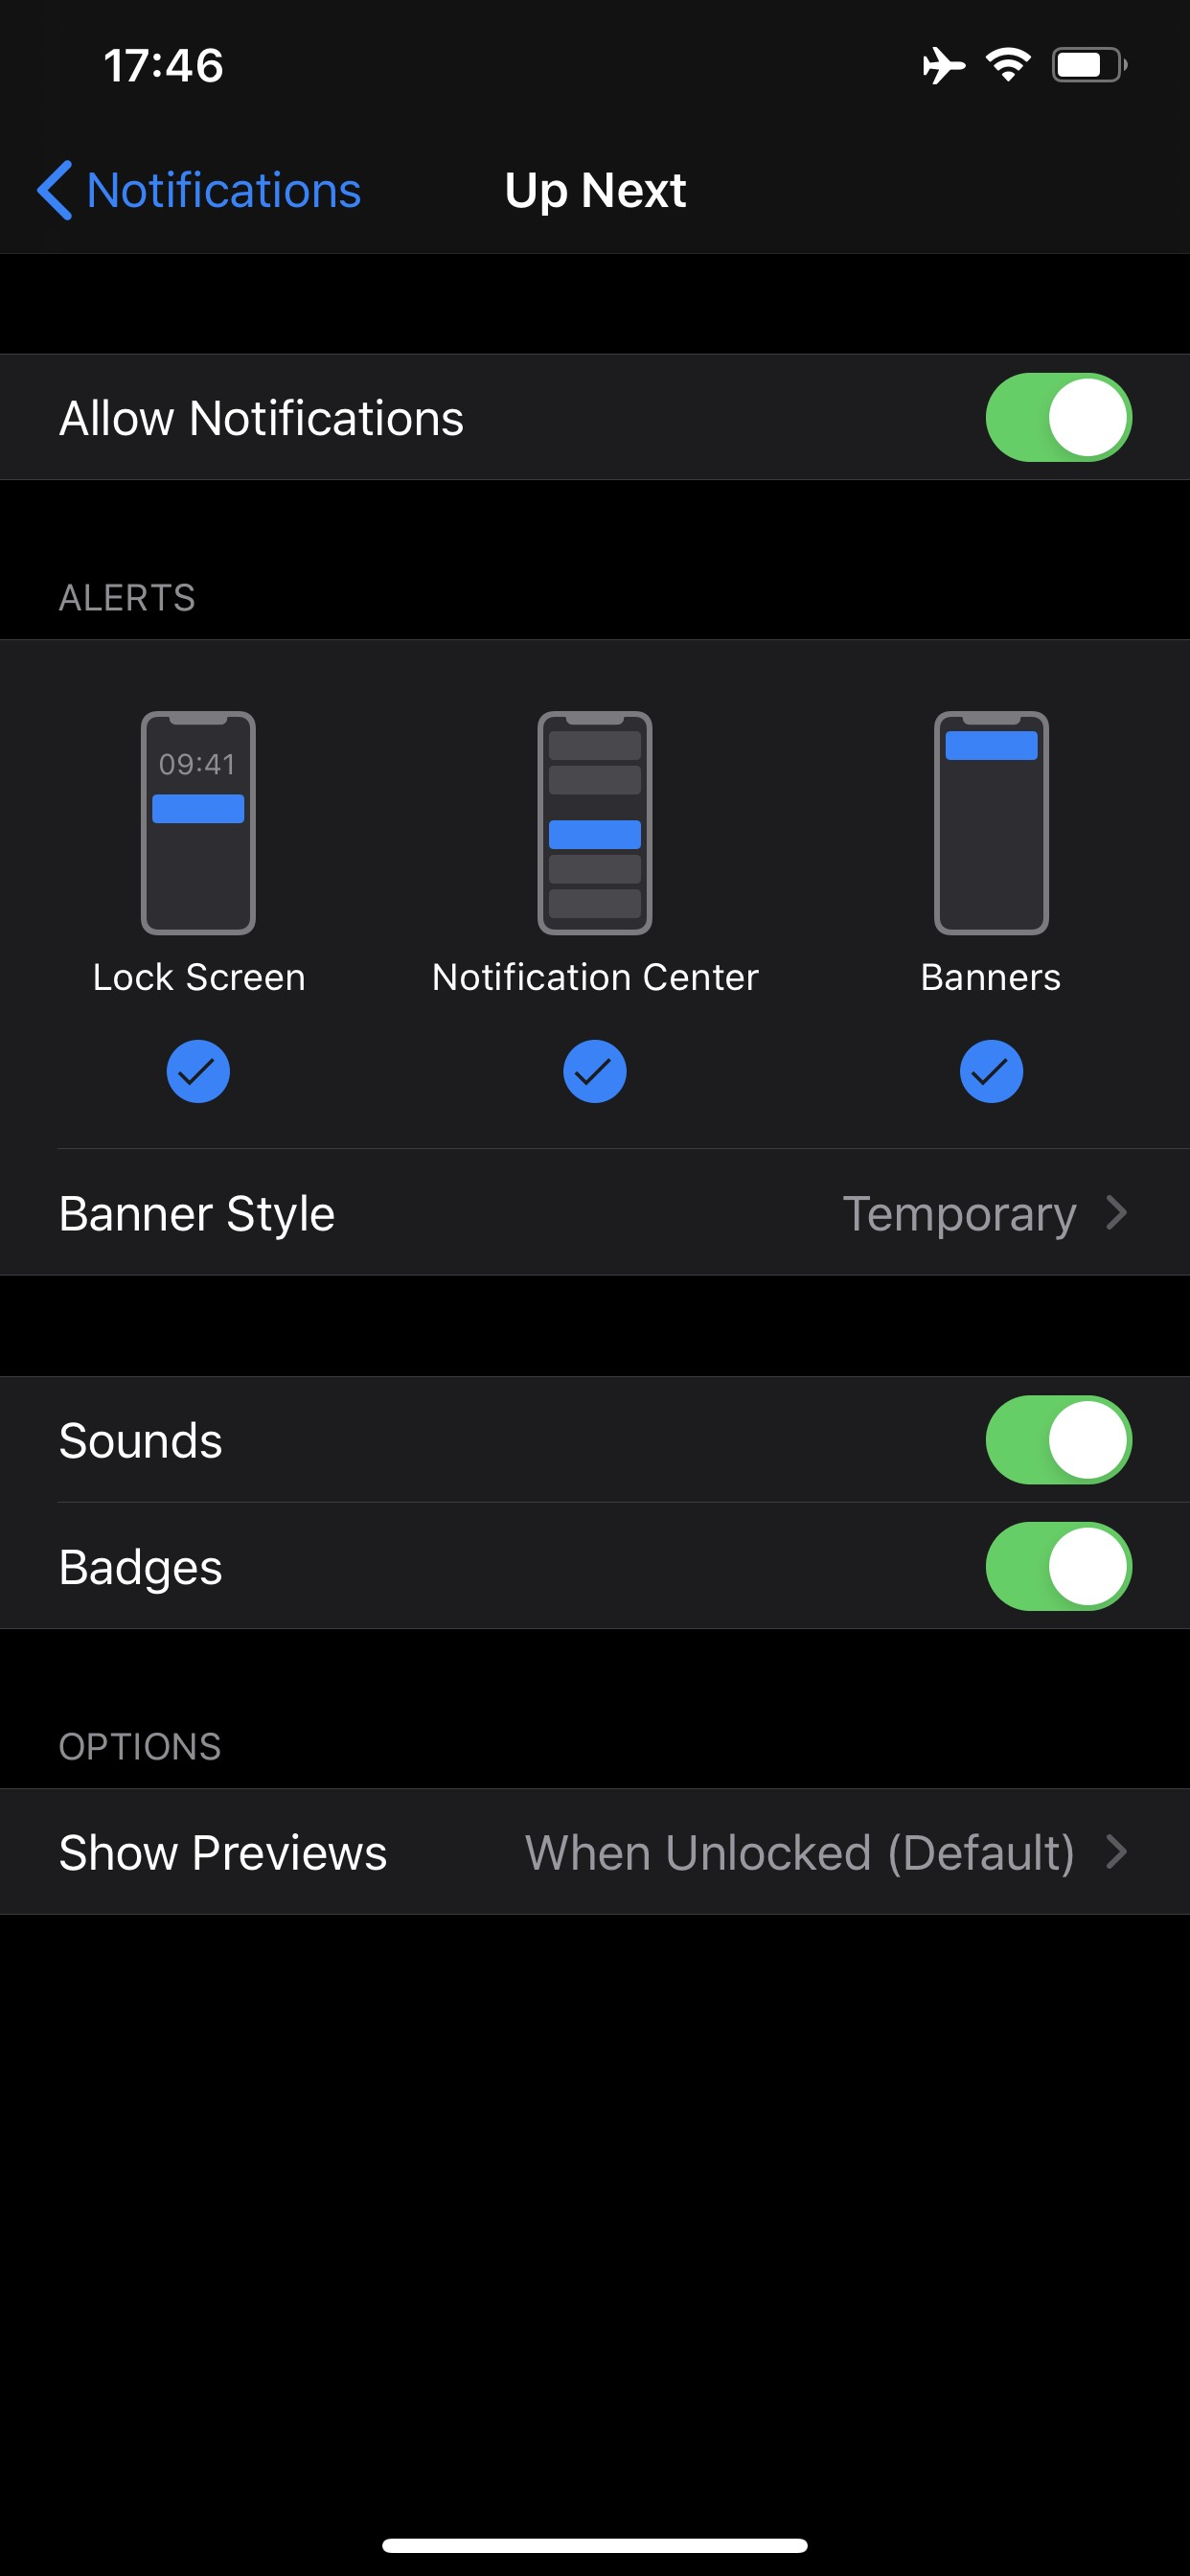 17:46
Notifications Up Next
Allow Notifications
ALERTS
09:41
Lock Screen Notification Center Banners
Banner Style Temporary
Sounds
Badges
OPTIONS
Show Previews When Unlocked (Default)